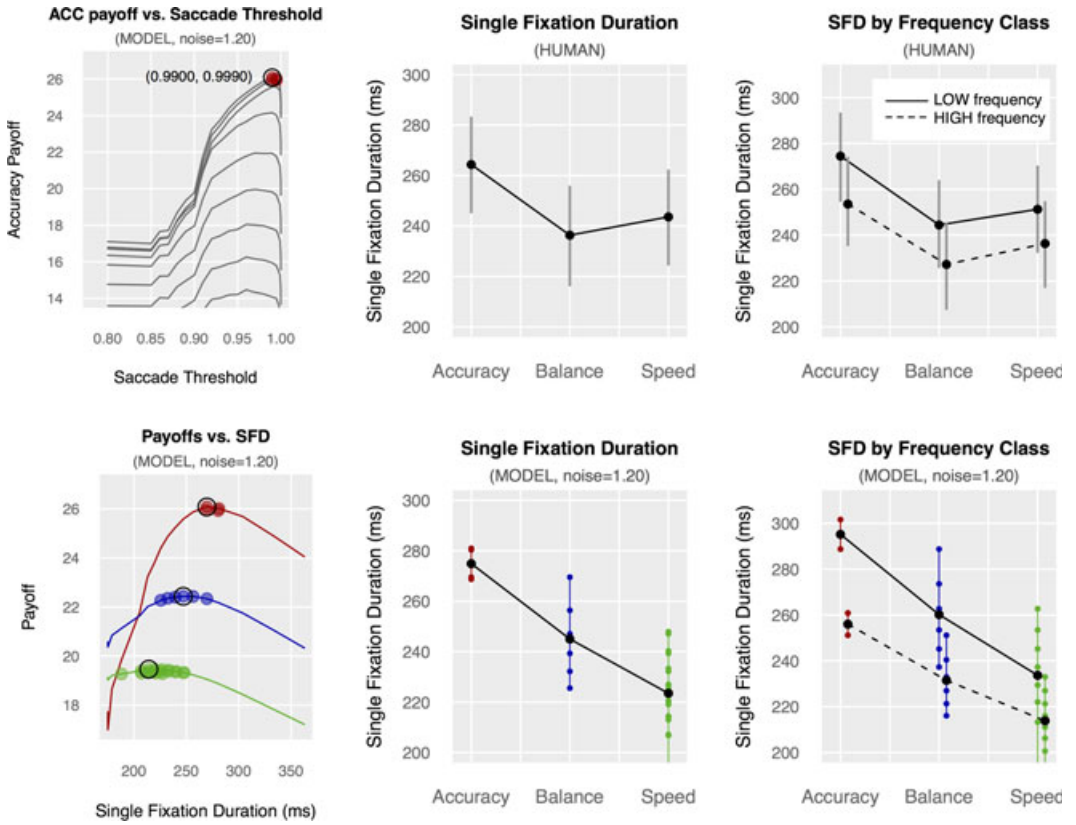 ACC payoff vs. Saccade Threshold
(MODEL, noise=1.20)
Accuracy Payoff
26
24
22
20
18
16
14
(0.9900, 0.9990)
0.80 0.85 0.90 0.95 1.00
Saccade Threshold
Single Fixation Duration
(HUMAN)
Single Fixation Duration (ms)
300
280
260
240
220
200
Accuracy Balance Speed
SFD by Frequency Class
(HUMAN)
Single Fixation Duration (ms)
300
280
260
240
220
200
LOW frequency
HIGH frequency
Accuracy Balance Speed
Payoffs vs. SFD
(MODEL, noise=1.20)
Payoff
26
24
22
20
18
200 250 300 350
Single Fixation Duration (ms)
Single Fixation Duration
(MODEL, noise=1.20)
Single Fixation Duration (ms)
300
280
260
240
220
200
Accuracy Balance Speed
SFD by Frequency Class
(MODEL, noise=1.20)
Single Fixation Duration (ms)
300
280
260
240
220
200
Accuracy Balance Speed